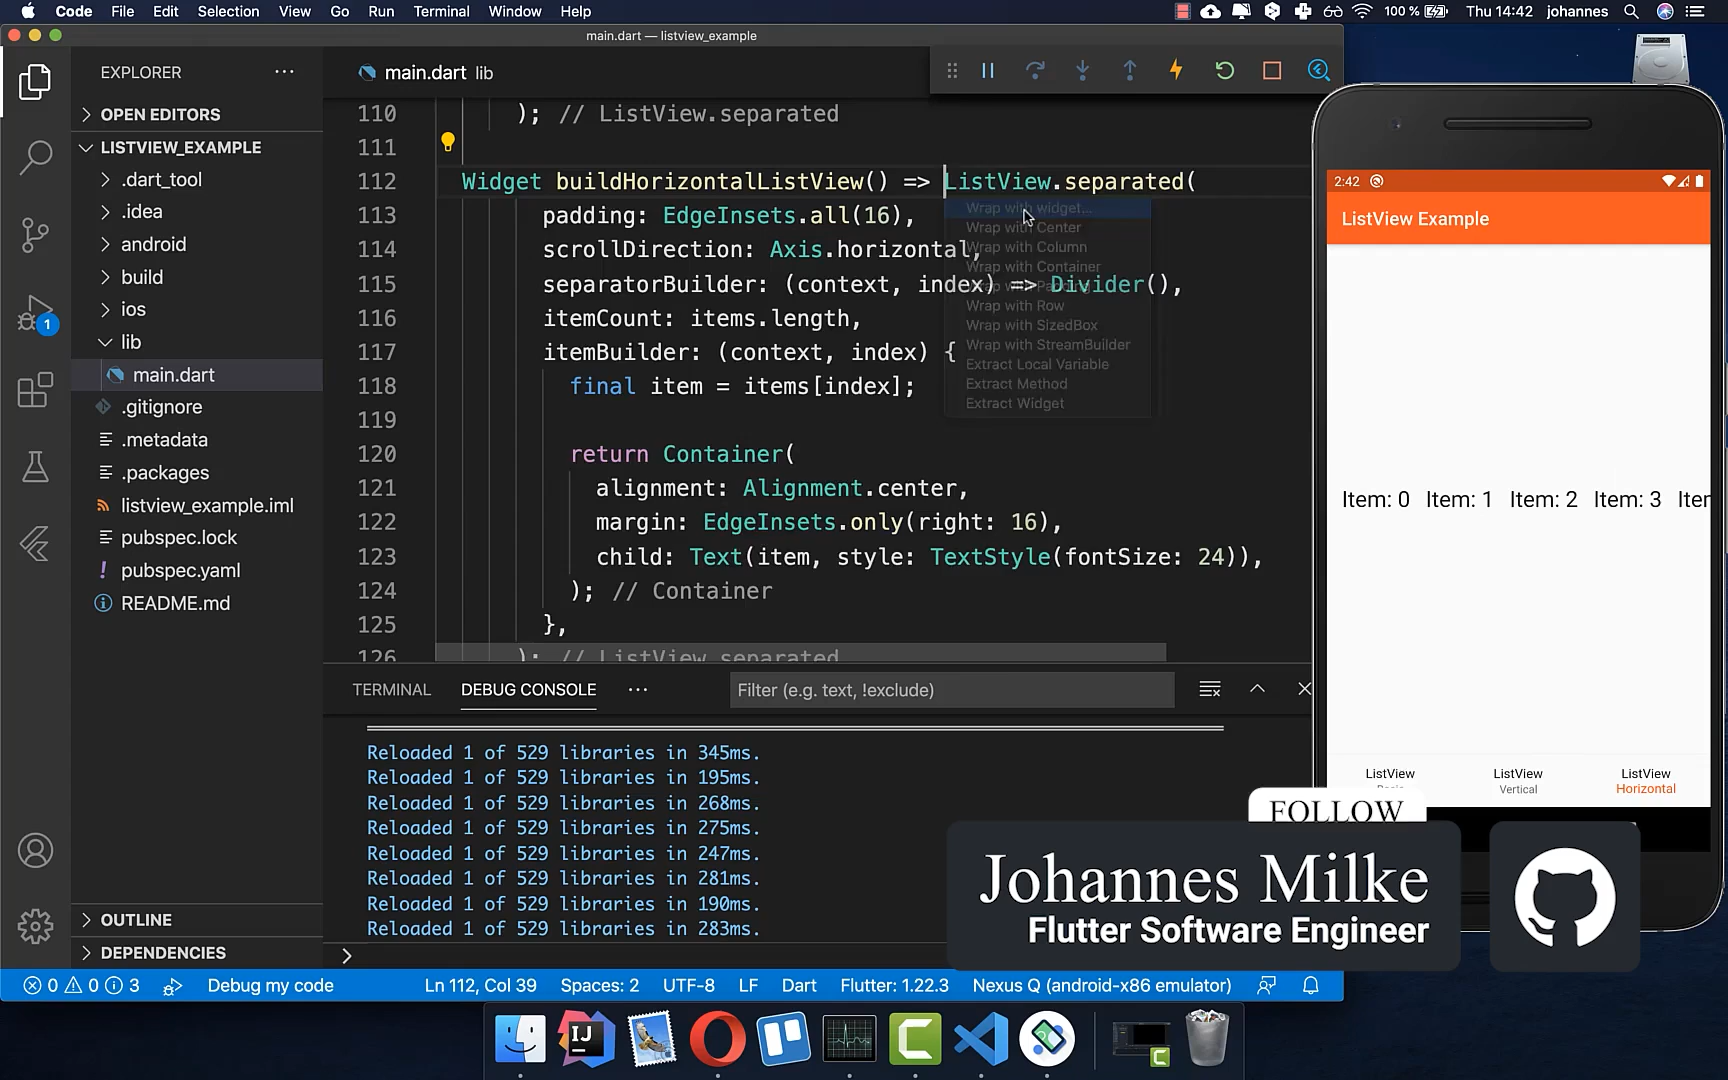 Code File Edit Selection View Go Run Terminal Window Help
100 % Thu 14:42 johannes
main.dart — listview_example
EXPLORER
OPEN EDITORS
LISTVIEW_EXAMPLE
.dart_tool
.idea
android
build
ios
lib
main.dart
.gitignore
.metadata
.packages
listview_example.iml
pubspec.lock
pubspec.yaml
README.md
OUTLINE
DEPENDENCIES
1
main.dart lib
110 ); // ListView.separated
111
112 Widget buildHorizontalListView() => ListView.separated(
113 padding: EdgeInsets.all(16),
114 scrollDirection: Axis.horizontal,
115 separatorBuilder: (context, index) => Divider(),
116 itemCount: items.length,
117 itemBuilder: (context, index) {
118 final item = items[index];
119
120 return Container(
121 alignment: Alignment.center,
122 margin: EdgeInsets.only(right: 16),
123 child: Text(item, style: TextStyle(fontSize: 24)),
124 ); // Container
125 },
126 ); // ListView.separated
Wrap with widget...
Wrap with Center
Wrap with Column
Wrap with Container
Wrap with Row
Wrap with SizedBox
Wrap with StreamBuilder
Extract Local Variable
Extract Method
Extract Widget
TERMINAL DEBUG CONSOLE
Filter (e.g. text, !exclude)
Reloaded 1 of 529 libraries in 345ms.
Reloaded 1 of 529 libraries in 195ms.
Reloaded 1 of 529 libraries in 268ms.
Reloaded 1 of 529 libraries in 275ms.
Reloaded 1 of 529 libraries in 247ms.
Reloaded 1 of 529 libraries in 281ms.
Reloaded 1 of 529 libraries in 190ms.
Reloaded 1 of 529 libraries in 283ms.
0 0 3 Debug my code Ln 112, Col 39 Spaces: 2 UTF-8 LF Dart Flutter: 1.22.3 Nexus Q (android-x86 emulator)
2:42
ListView Example
Item: 0 Item: 1 Item: 2 Item: 3 Iter
ListView
ListView
Vertical
ListView
Horizontal
FOLLOW
Johannes Milke
Flutter Software Engineer
IJ